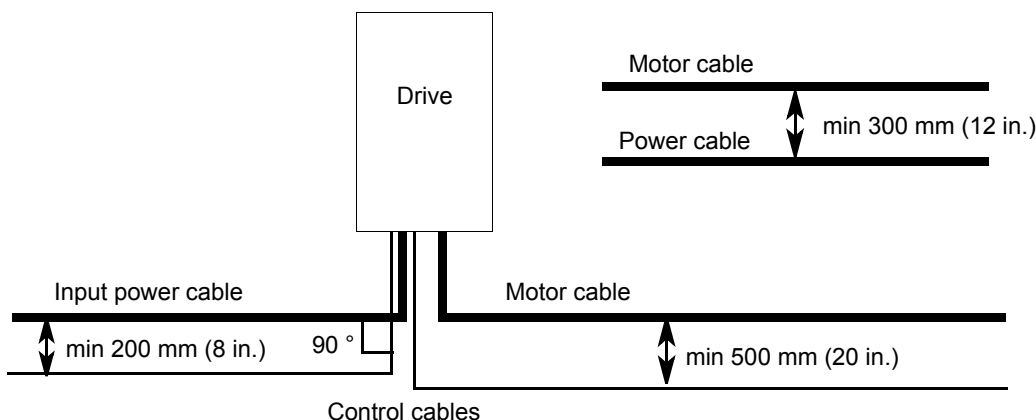 Drive
Motor cable
min 300 mm (12 in.)
Power cable
Input power cable
Motor cable
min 200 mm (8 in.)
90 °
min 500 mm (20 in.)
Control cables